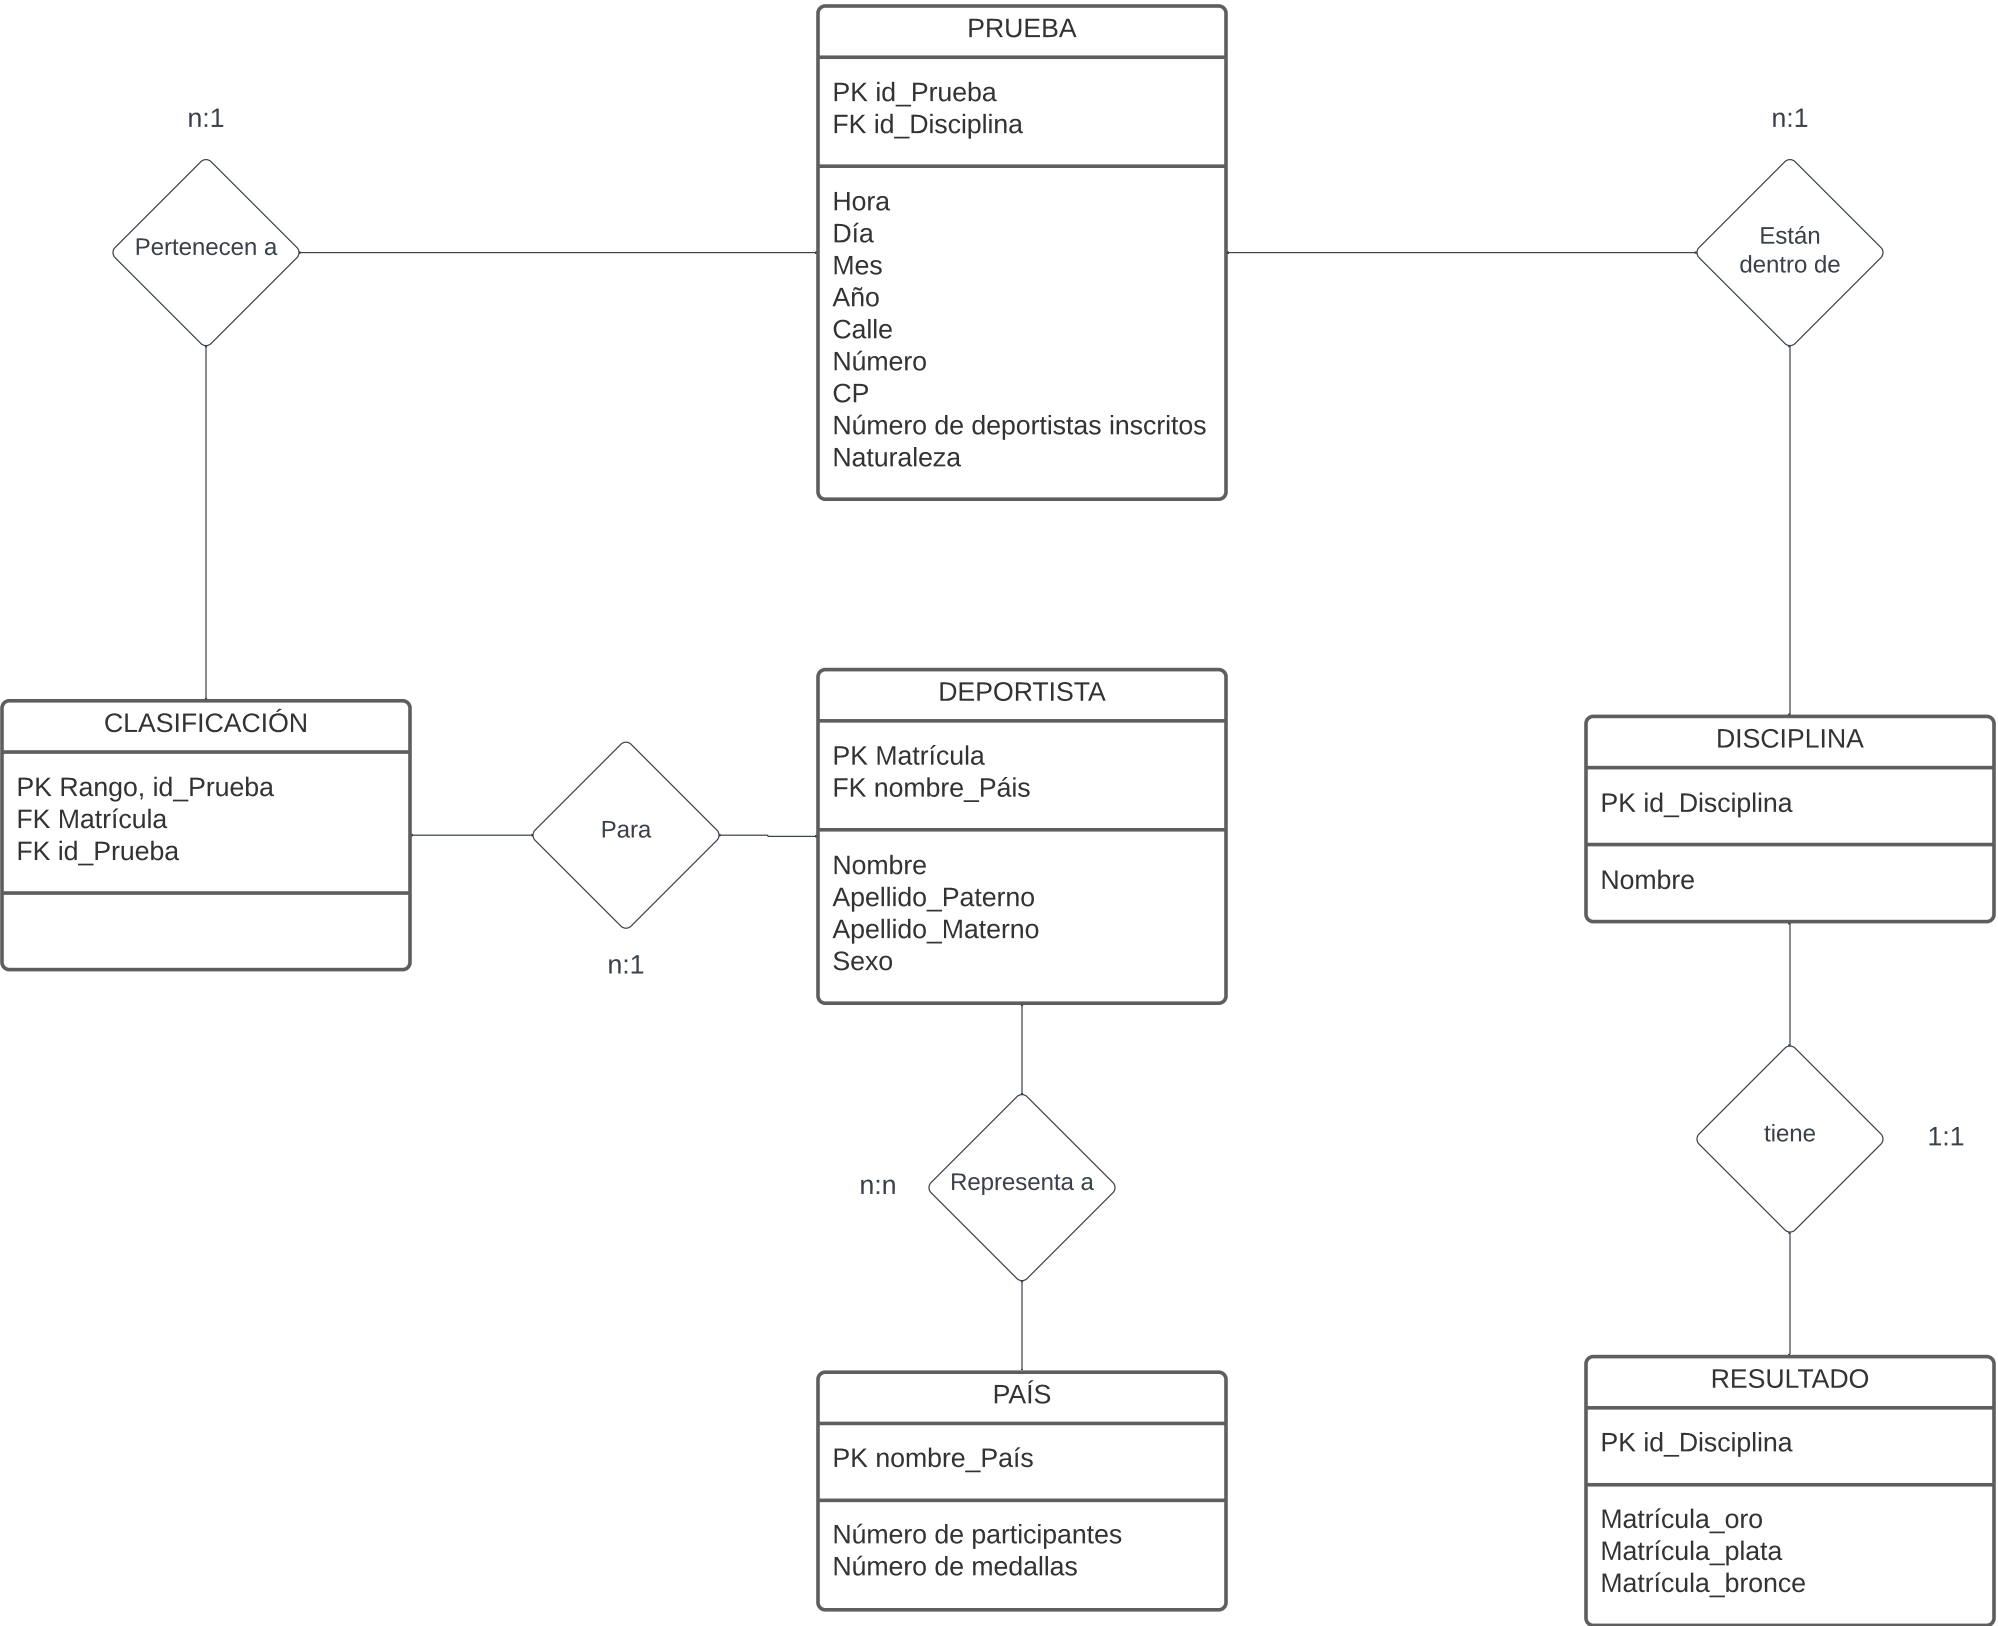 PRUEBA
PK id_Prueba
FK id_Disciplina
Hora
Día
Mes
Año
Calle
Número
CP
Número de deportistas inscritos
Naturaleza
n:1
Pertenecen a
n:1
Están
dentro de
CLASIFICACIÓN
PK Rango, id_Prueba
FK Matrícula
FK id_Prueba
Para
n:1
DEPORTISTA
PK Matrícula
FK nombre_Páis
Nombre
Apellido_Paterno
Apellido_Materno
Sexo
DISCIPLINA
PK id_Disciplina
Nombre
n:n
Representa a
tiene
1:1
PAÍS
PK nombre_País
Número de participantes
Número de medallas
RESULTADO
PK id_Disciplina
Matrícula_oro
Matrícula_plata
Matrícula_bronce